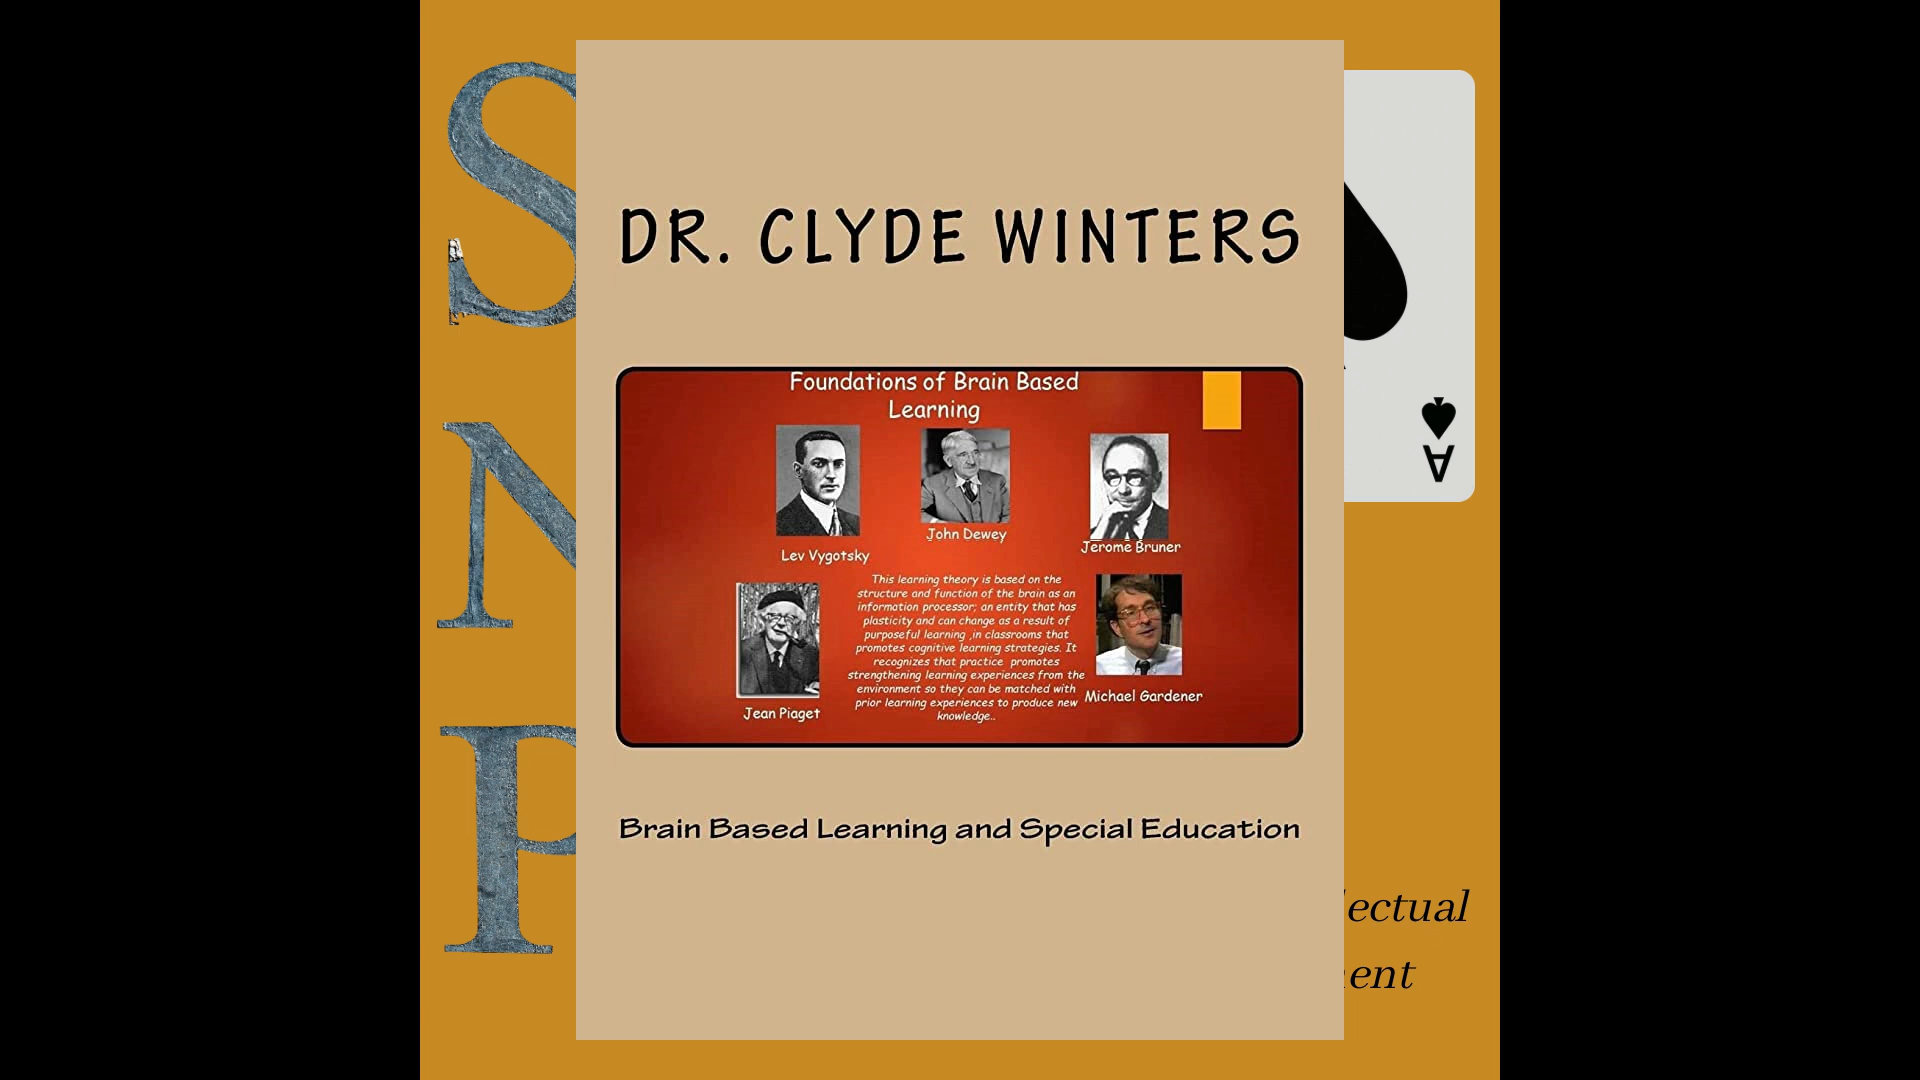 S
N
P
DR. CLYDE WINTERS
Foundations of Brain Based
Learning
Lev Vygotsky
John Dewey
Jerome Bruner
This learning theory is based on the
structure and function of the brain as an
information processor; an entity that has
plasticity and can change as a result of
purposeful learning ,in classrooms that
promotes cognitive learning strategies. It
recognizes that practice promotes
strengthening learning experiences from the
environment so they can be matched with
prior learning experiences to produce new
knowledge..
Jean Piaget
Michael Gardener
Brain Based Learning and Special Education
A
lectual
ent